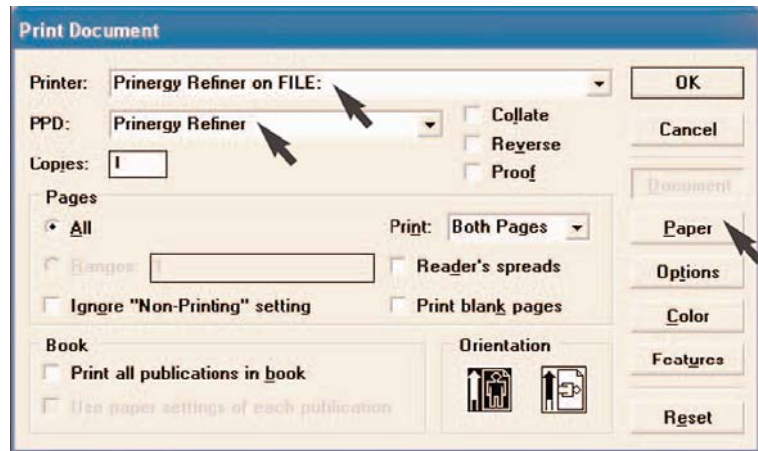 Print Document
Printer: Prinergy Refiner on FILE: OK
PPD: Prinergy Refiner Collate Cancel
Reverse
Copies: 1 Proof Document
Pages
All Print: Both Pages Paper
Ranges: 1 Reader's spreads Options
Ignore "Non-Printing" setting Print blank pages Color
Book Orientation Features
Print all publications in book
Use paper settings of each publication Reset